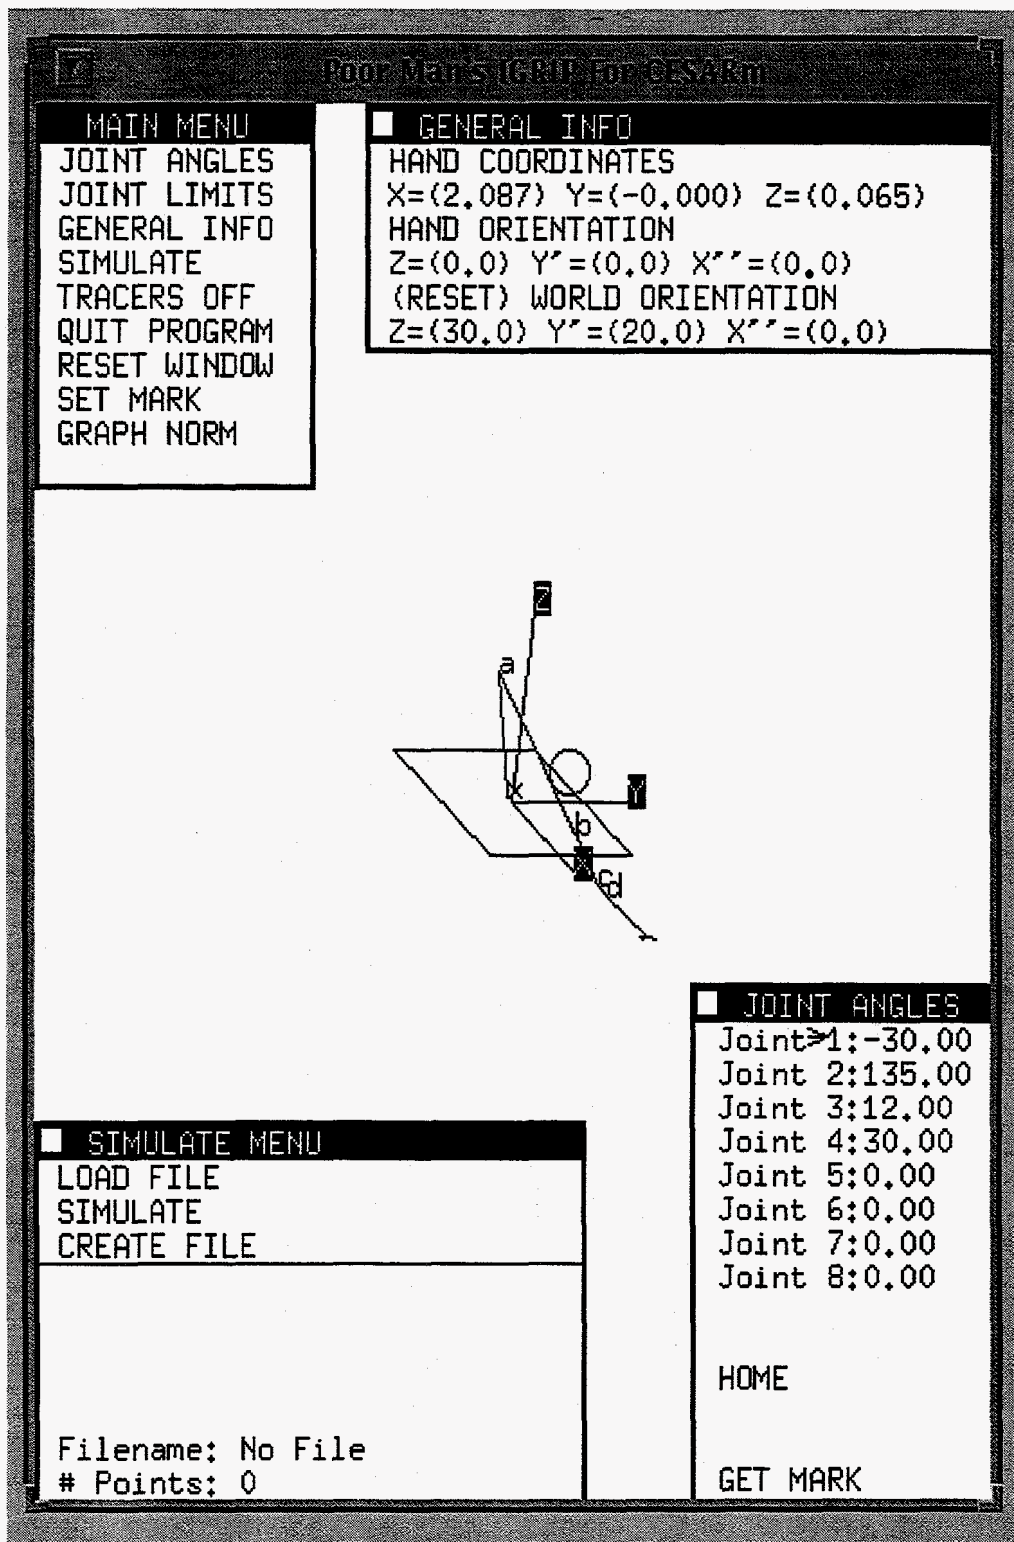 Poor Man's IGRIP For CESARm
MAIN MENU
JOINT ANGLES
JOINT LIMITS
GENERAL INFO
SIMULATE
TRACERS OFF
QUIT PROGRAM
RESET WINDOW
SET MARK
GRAPH NORM
GENERAL INFO
HAND COORDINATES
X=(2.087) Y=(-0.000) Z=(0.065)
HAND ORIENTATION
Z=(0.0) Y'=(0.0) X''=(0.0)
(RESET) WORLD ORIENTATION
Z=(30.0) Y'=(20.0) X''=(0.0)
Z
a
x
Y
b
X
c
d
JOINT ANGLES
Joint>1:-30.00
Joint 2:135.00
Joint 3:12.00
Joint 4:30.00
Joint 5:0.00
Joint 6:0.00
Joint 7:0.00
Joint 8:0.00
HOME
GET MARK
SIMULATE MENU
LOAD FILE
SIMULATE
CREATE FILE
Filename: No File
# Points: 0